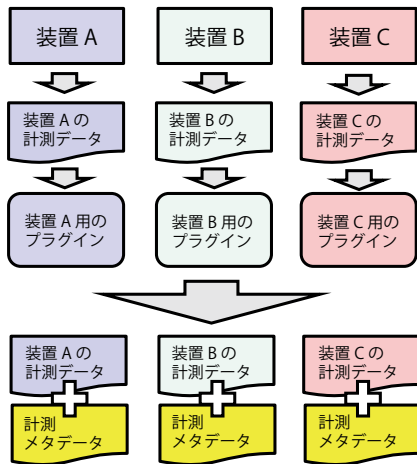 装置 A
装置 B
装置 C
装置 A の
計測データ
装置 B の
計測データ
装置 C の
計測データ
装置 A 用の
プラグイン
装置 B 用の
プラグイン
装置 C 用の
プラグイン
装置 A の
計測データ
装置 B の
計測データ
装置 C の
計測データ
計測
メタデータ
計測
メタデータ
計測
メタデータ